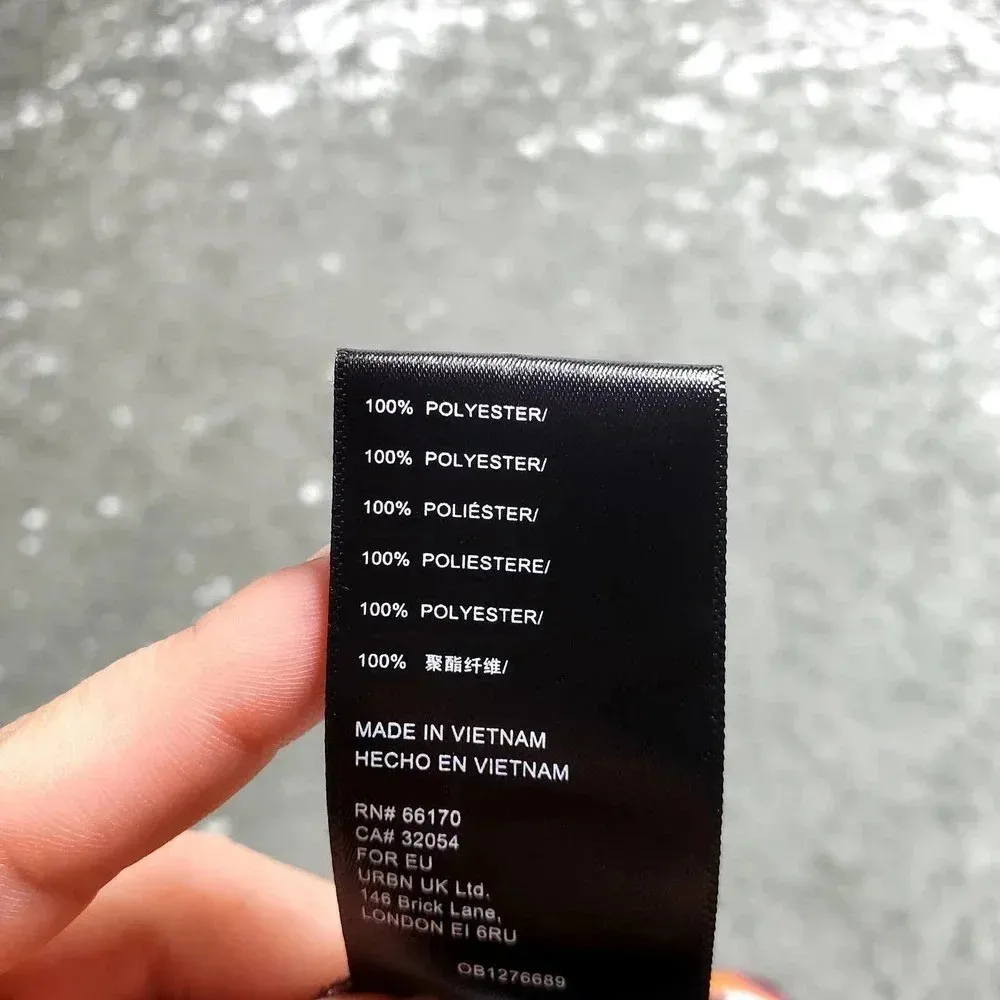 100% POLYESTER/
100% POLYESTER/
100% POLIÉSTER/
100% POLIESTERE/
100% POLYESTER/
100% 聚酯纤维/
MADE IN VIETNAM
HECHO EN VIETNAM
RN# 66170
CA# 32054
FOR EU
URBN UK Ltd.
146 Brick Lane,
LONDON EI 6RU
OB1276689